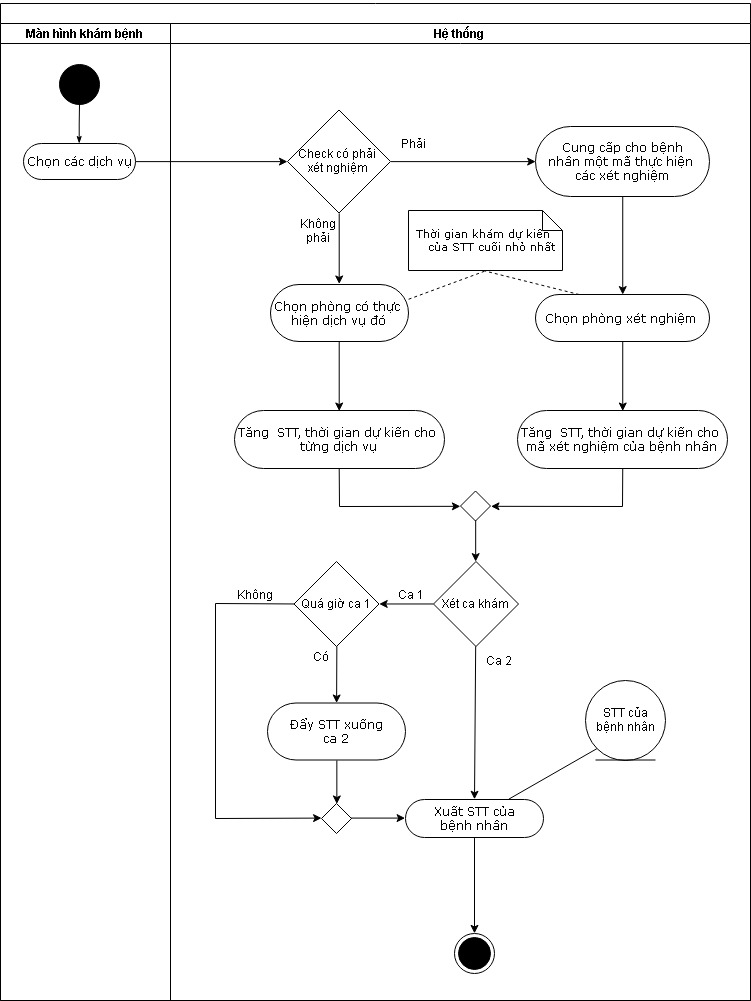 Màn hình khám bệnh
Hệ thống
Chọn các dịch vụ
Check có phải
xét nghiệm
Phải
Cung cấp cho bệnh
nhân một mã thực hiện
các xét nghiệm
Không
phải
Thời gian khám dự kiến
của STT cuối nhỏ nhất
Chọn phòng có thực
hiện dịch vụ đó
Chọn phòng xét nghiệm
Tăng STT, thời gian dự kiến cho
từng dịch vụ
Tăng STT, thời gian dự kiến cho
mã xét nghiệm của bệnh nhân
Không
Quá giờ ca 1
Ca 1
Xét ca khám
Có
Ca 2
Đẩy STT xuống
ca 2
STT của
bệnh nhân
Xuất STT của
bệnh nhân